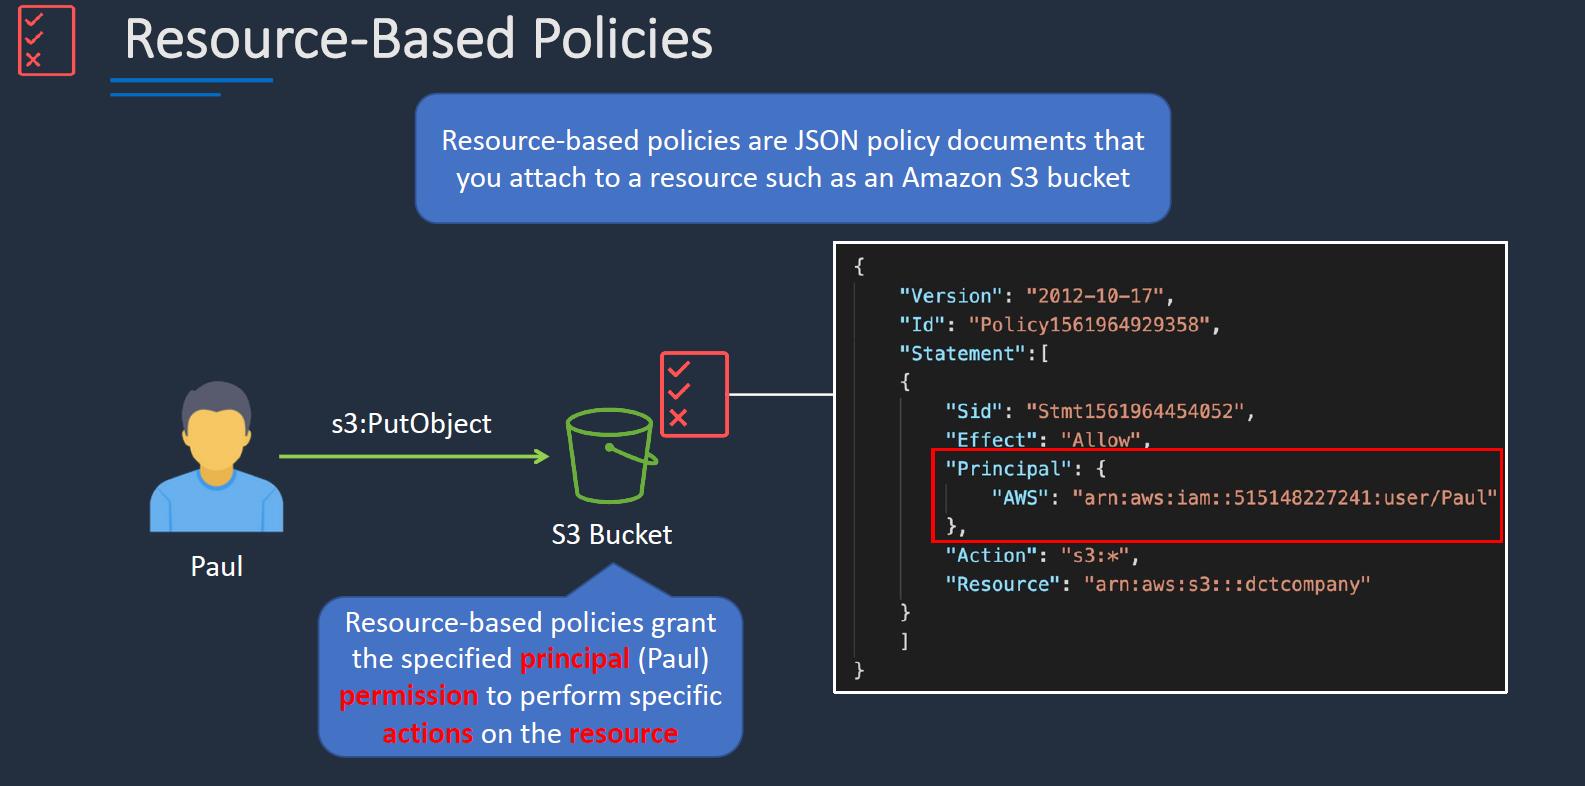 Resource-Based Policies
Resource-based policies are JSON policy documents that
you attach to a resource such as an Amazon S3 bucket
s3:PutObject
Paul
S3 Bucket
Resource-based policies grant
the specified principal (Paul)
permission to perform specific
actions on the resource
{
"Version": "2012-10-17",
"Id": "Policy1561964929358",
"Statement":[
{
"Sid": "Stmt1561964454052",
"Effect": "Allow",
"Principal": {
"AWS": "arn:aws:iam::515148227241:user/Paul"
},
"Action": "s3:*",
"Resource": "arn:aws:s3:::dctcompany"
}
]
}